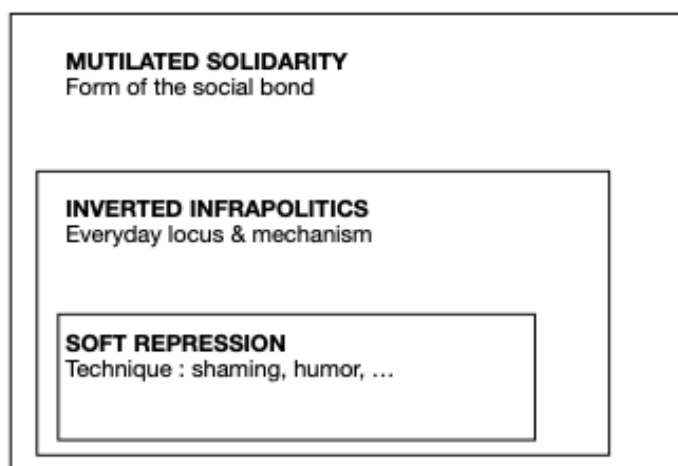 MUTILATED SOLIDARITY
Form of the social bond
INVERTED INFRAPOLITICS
Everyday locus & mechanism
SOFT REPRESSION
Technique : shaming, humor, …